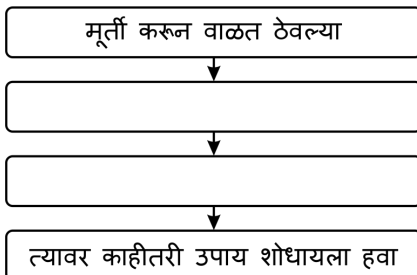 मूर्ती करून वाळत ठेवल्या
त्यावर काहीतरी उपाय शोधायला हवा